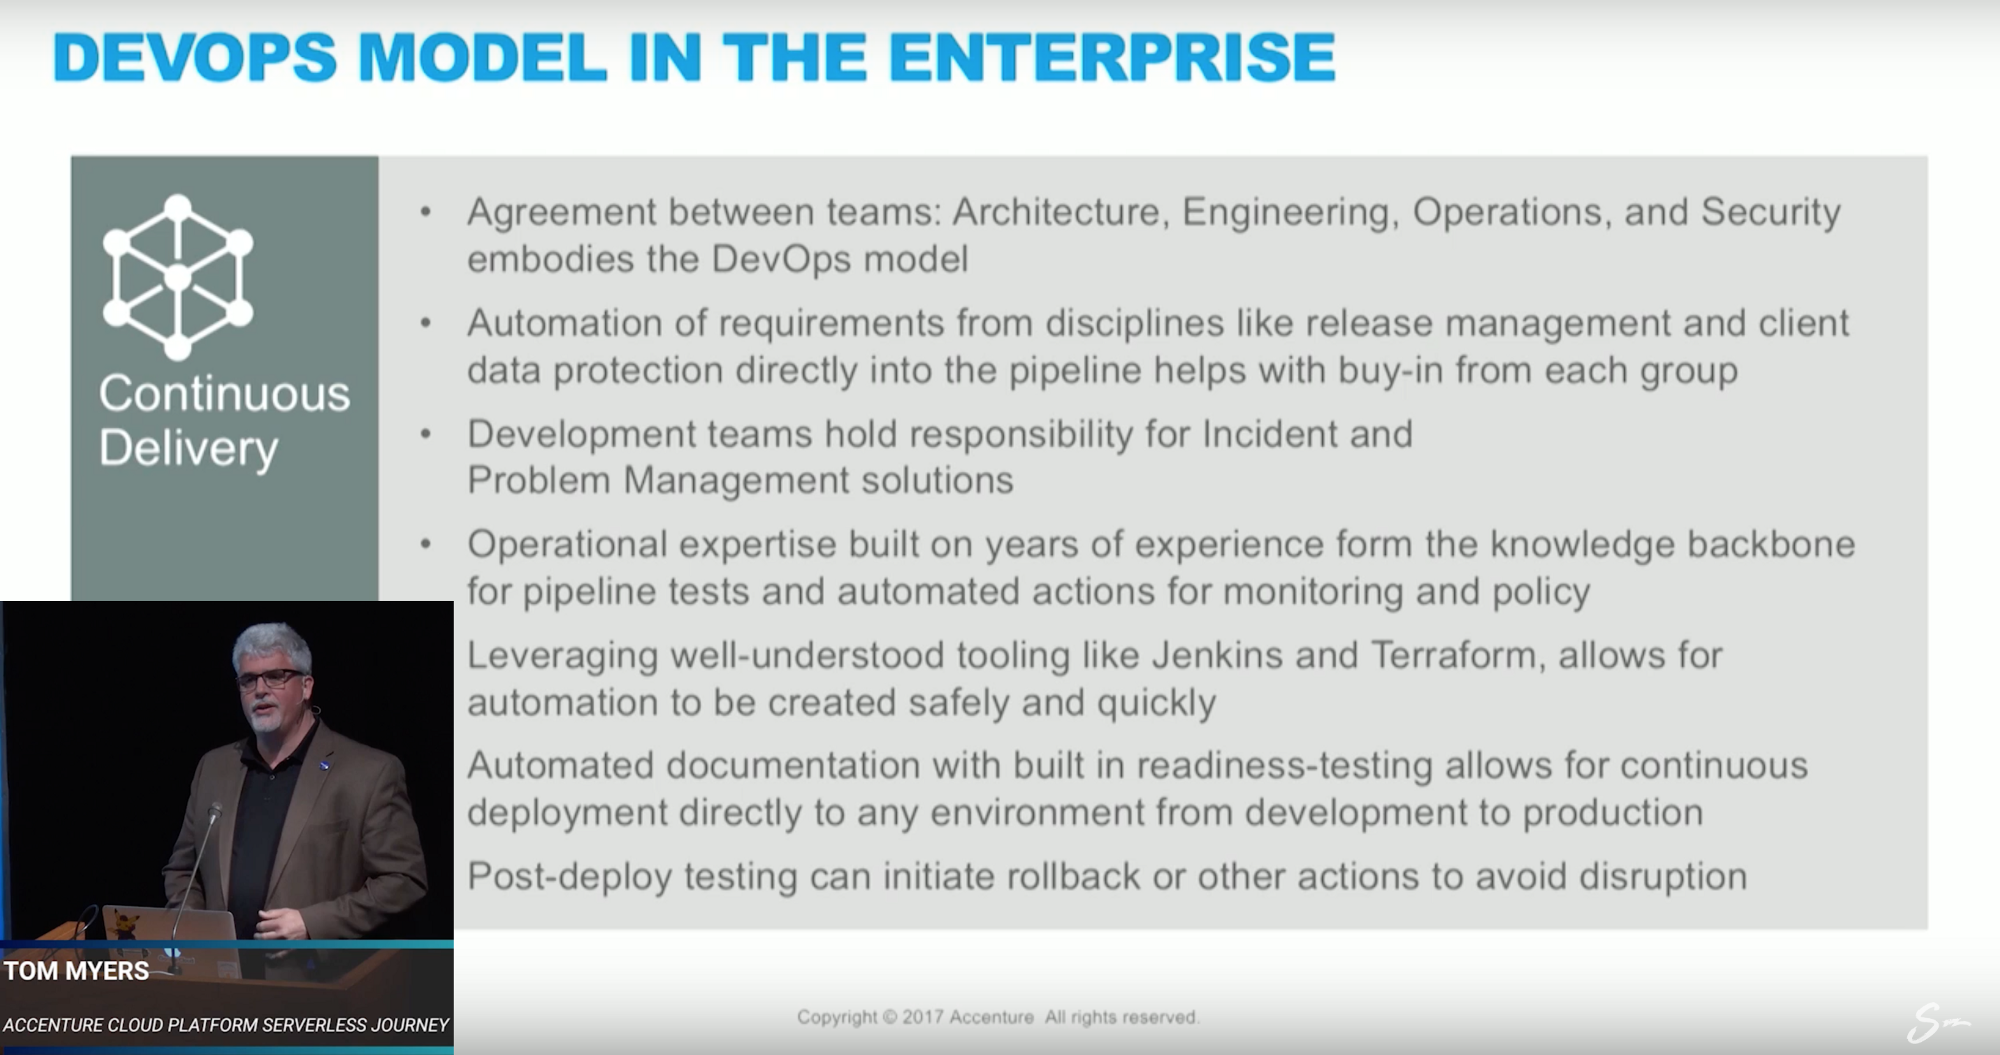 DEVOPS MODEL IN THE ENTERPRISE
Continuous
Delivery
• Agreement between teams: Architecture, Engineering, Operations, and Security
embodies the DevOps model
• Automation of requirements from disciplines like release management and client
data protection directly into the pipeline helps with buy-in from each group
• Development teams hold responsibility for Incident and
Problem Management solutions
• Operational expertise built on years of experience form the knowledge backbone
for pipeline tests and automated actions for monitoring and policy
Leveraging well-understood tooling like Jenkins and Terraform, allows for
automation to be created safely and quickly
Automated documentation with built in readiness-testing allows for continuous
deployment directly to any environment from development to production
Post-deploy testing can initiate rollback or other actions to avoid disruption
TOM MYERS
ACCENTURE CLOUD PLATFORM SERVERLESS JOURNEY
Copyright © 2017 Accenture All rights reserved.